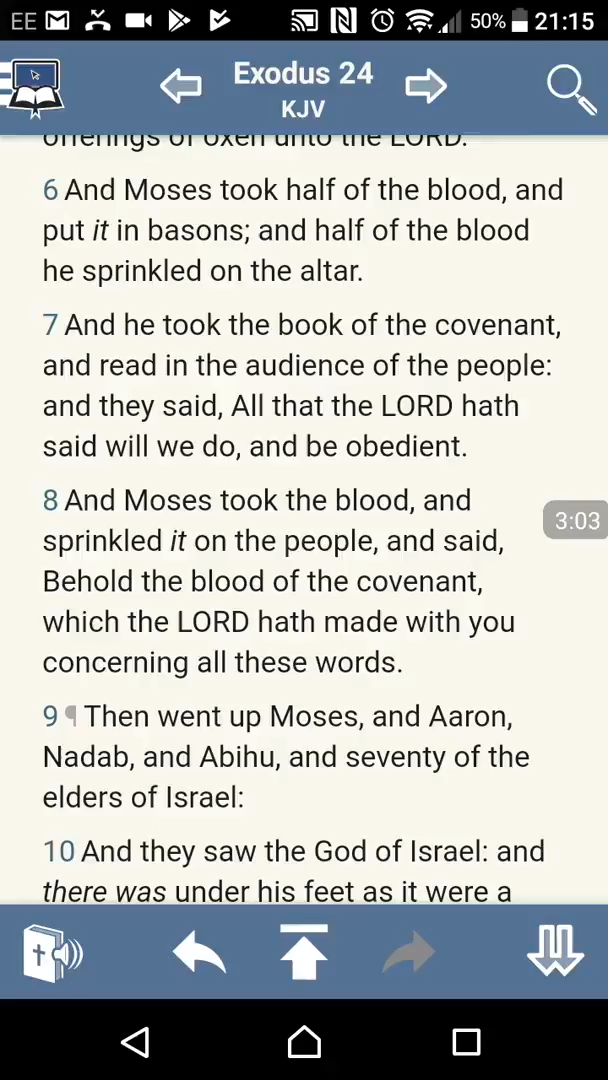 EE 50% 21:15
Exodus 24
KJV
offerings of oxen unto the LORD.
6 And Moses took half of the blood, and
put it in basons; and half of the blood
he sprinkled on the altar.
7 And he took the book of the covenant,
and read in the audience of the people:
and they said, All that the LORD hath
said will we do, and be obedient.
8 And Moses took the blood, and
sprinkled it on the people, and said,
3:03
Behold the blood of the covenant,
which the LORD hath made with you
concerning all these words.
9 ¶ Then went up Moses, and Aaron,
Nadab, and Abihu, and seventy of the
elders of Israel:
10 And they saw the God of Israel: and
there was under his feet as it were a